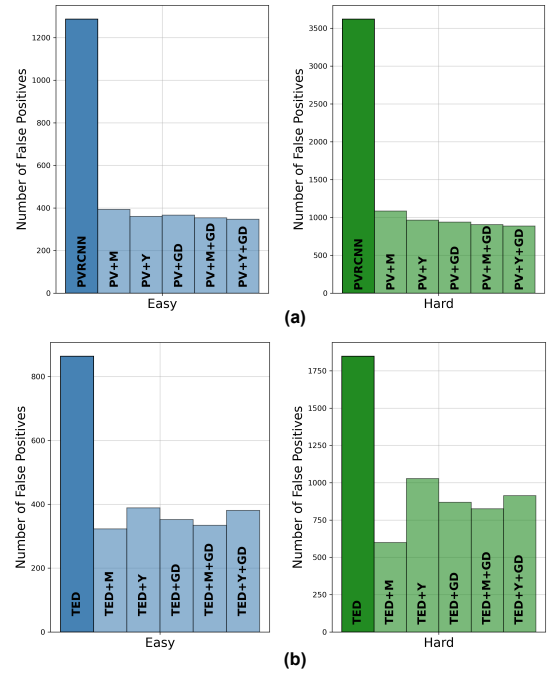 Number of False Positives
1200
1000
800
600
400
200
0
PVRCNN
PV+M
PV+Y
PV+GD
PV+M+GD
PV+Y+GD
Easy
Number of False Positives
3500
3000
2500
2000
1500
1000
500
0
PVRCNN
PV+M
PV+Y
PV+GD
PV+M+GD
PV+Y+GD
Hard
(a)
Number of False Positives
800
600
400
200
0
TED
TED+M
TED+Y
TED+GD
TED+M+GD
TED+Y+GD
Easy
Number of False Positives
1750
1500
1250
1000
750
500
250
0
TED
TED+M
TED+Y
TED+GD
TED+M+GD
TED+Y+GD
Hard
(b)